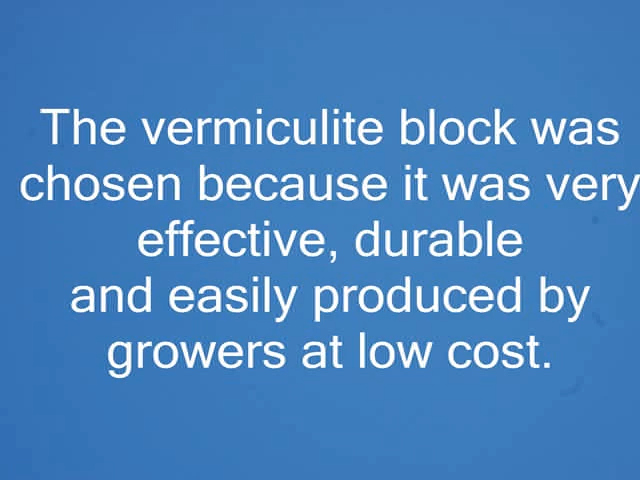 The vermiculite block was
chosen because it was very
effective, durable
and easily produced by
growers at low cost.